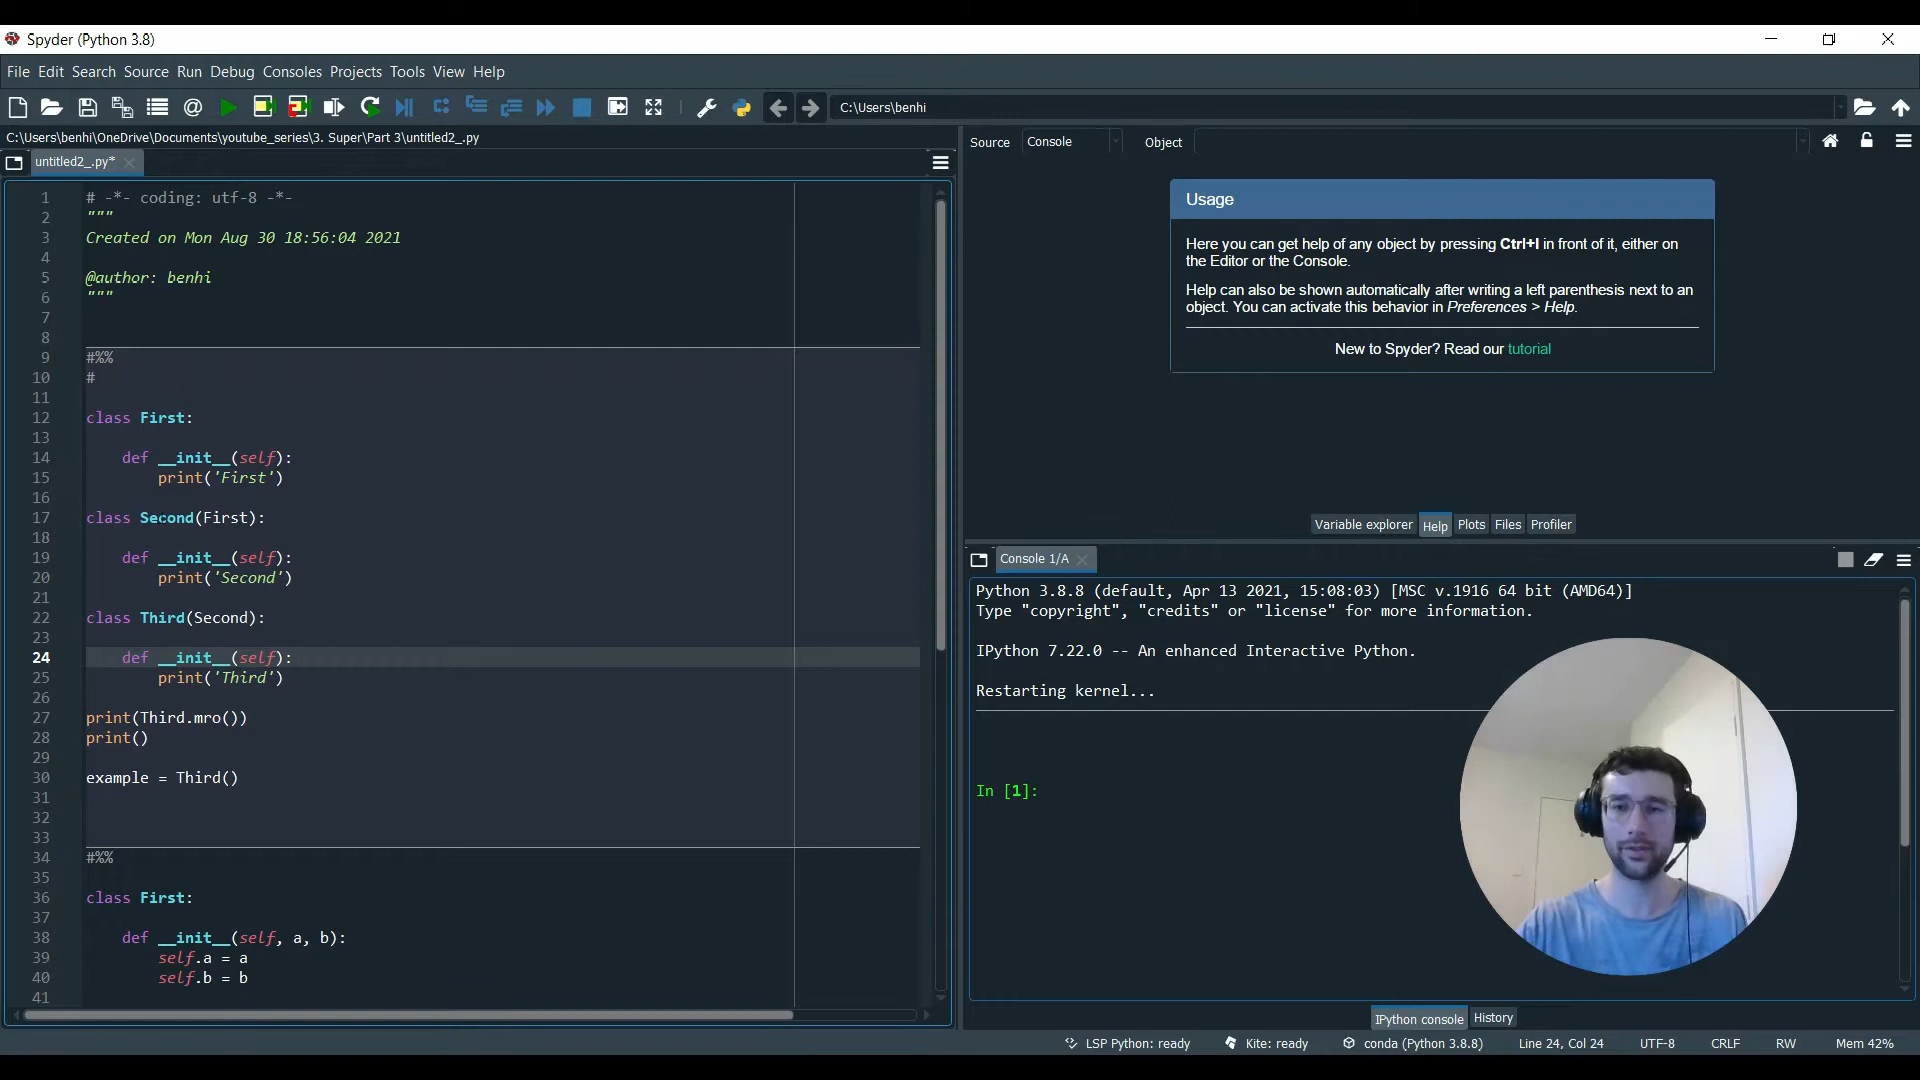 Spyder (Python 3.8)
File Edit Search Source Run Debug Consoles Projects Tools View Help
C:\Users\benhi
C:\Users\benhi\OneDrive\Documents\youtube_series\3. Super\Part 3\untitled2_.py
untitled2_.py*
1 # -*- coding: utf-8 -*-
2 """
3 Created on Mon Aug 30 18:56:04 2021
4
5 @author: benhi
6 """
7
8
9 #%%
10 #
11
12 class First:
13
14 def __init__(self):
15 print('First')
16
17 class Second(First):
18
19 def __init__(self):
20 print('Second')
21
22 class Third(Second):
23
24 def __init__(self):
25 print('Third')
26
27 print(Third.mro())
28 print()
29
30 example = Third()
31
32
33
34 #%%
35
36 class First:
37
38 def __init__(self, a, b):
39 self.a = a
40 self.b = b
41
Source Console Object
Usage
Here you can get help of any object by pressing Ctrl+I in front of it, either on
the Editor or the Console.
Help can also be shown automatically after writing a left parenthesis next to an
object. You can activate this behavior in Preferences > Help.
New to Spyder? Read our tutorial
Variable explorer Help Plots Files Profiler
Console 1/A
Python 3.8.8 (default, Apr 13 2021, 15:08:03) [MSC v.1916 64 bit (AMD64)]
Type "copyright", "credits" or "license" for more information.
IPython 7.22.0 -- An enhanced Interactive Python.
Restarting kernel...
In [1]:
IPython console History
LSP Python: ready Kite: ready conda (Python 3.8.8) Line 24, Col 24 UTF-8 CRLF RW Mem 42%